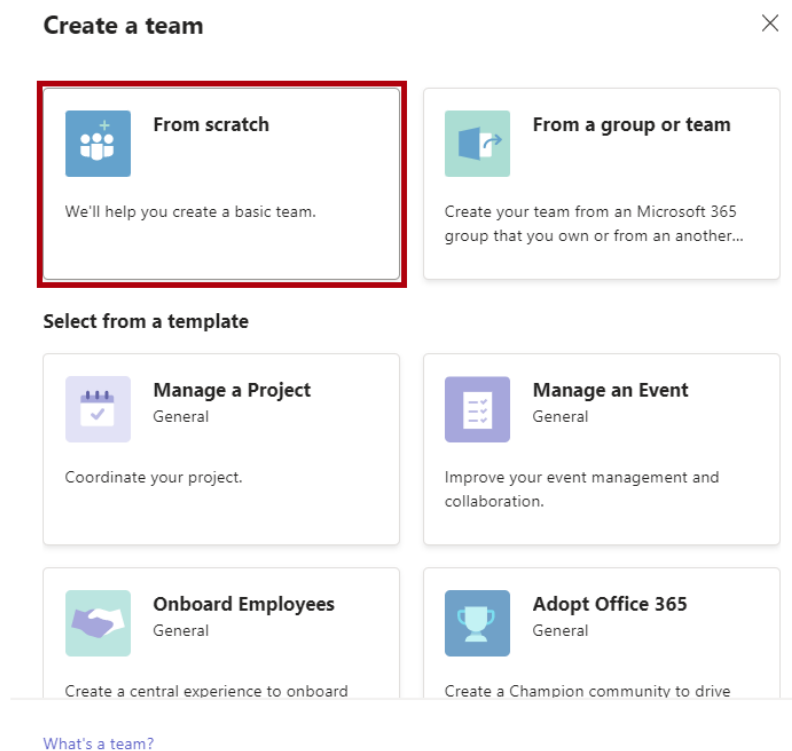 Create a team
From scratch
We'll help you create a basic team.
From a group or team
Create your team from an Microsoft 365
group that you own or from an another...
Select from a template
Manage a Project
General
Coordinate your project.
Manage an Event
General
Improve your event management and
collaboration.
Onboard Employees
General
Create a central experience to onboard
Adopt Office 365
General
Create a Champion community to drive
What's a team?